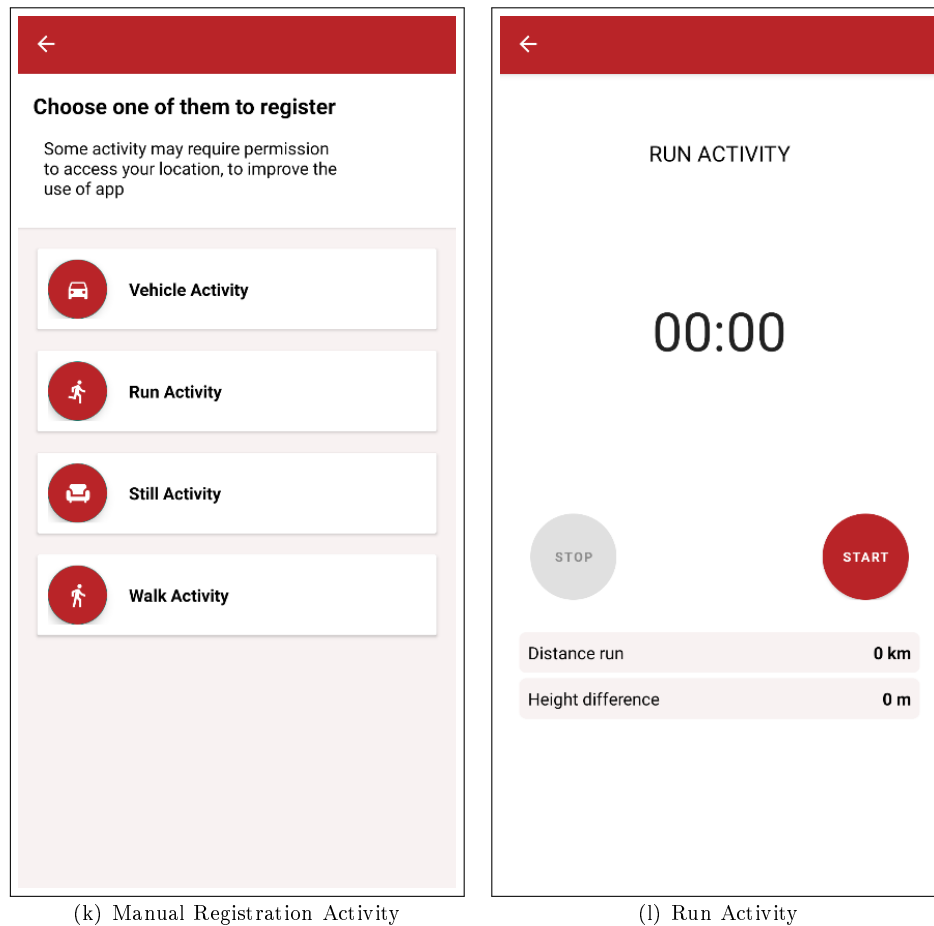 Choose one of them to register
Some activity may require permission
to access your location, to improve the
use of app
Vehicle Activity
Run Activity
Still Activity
Walk Activity
(k) Manual Registration Activity
RUN ACTIVITY
00:00
STOP
START
Distance run 0 km
Height difference 0 m
(l) Run Activity